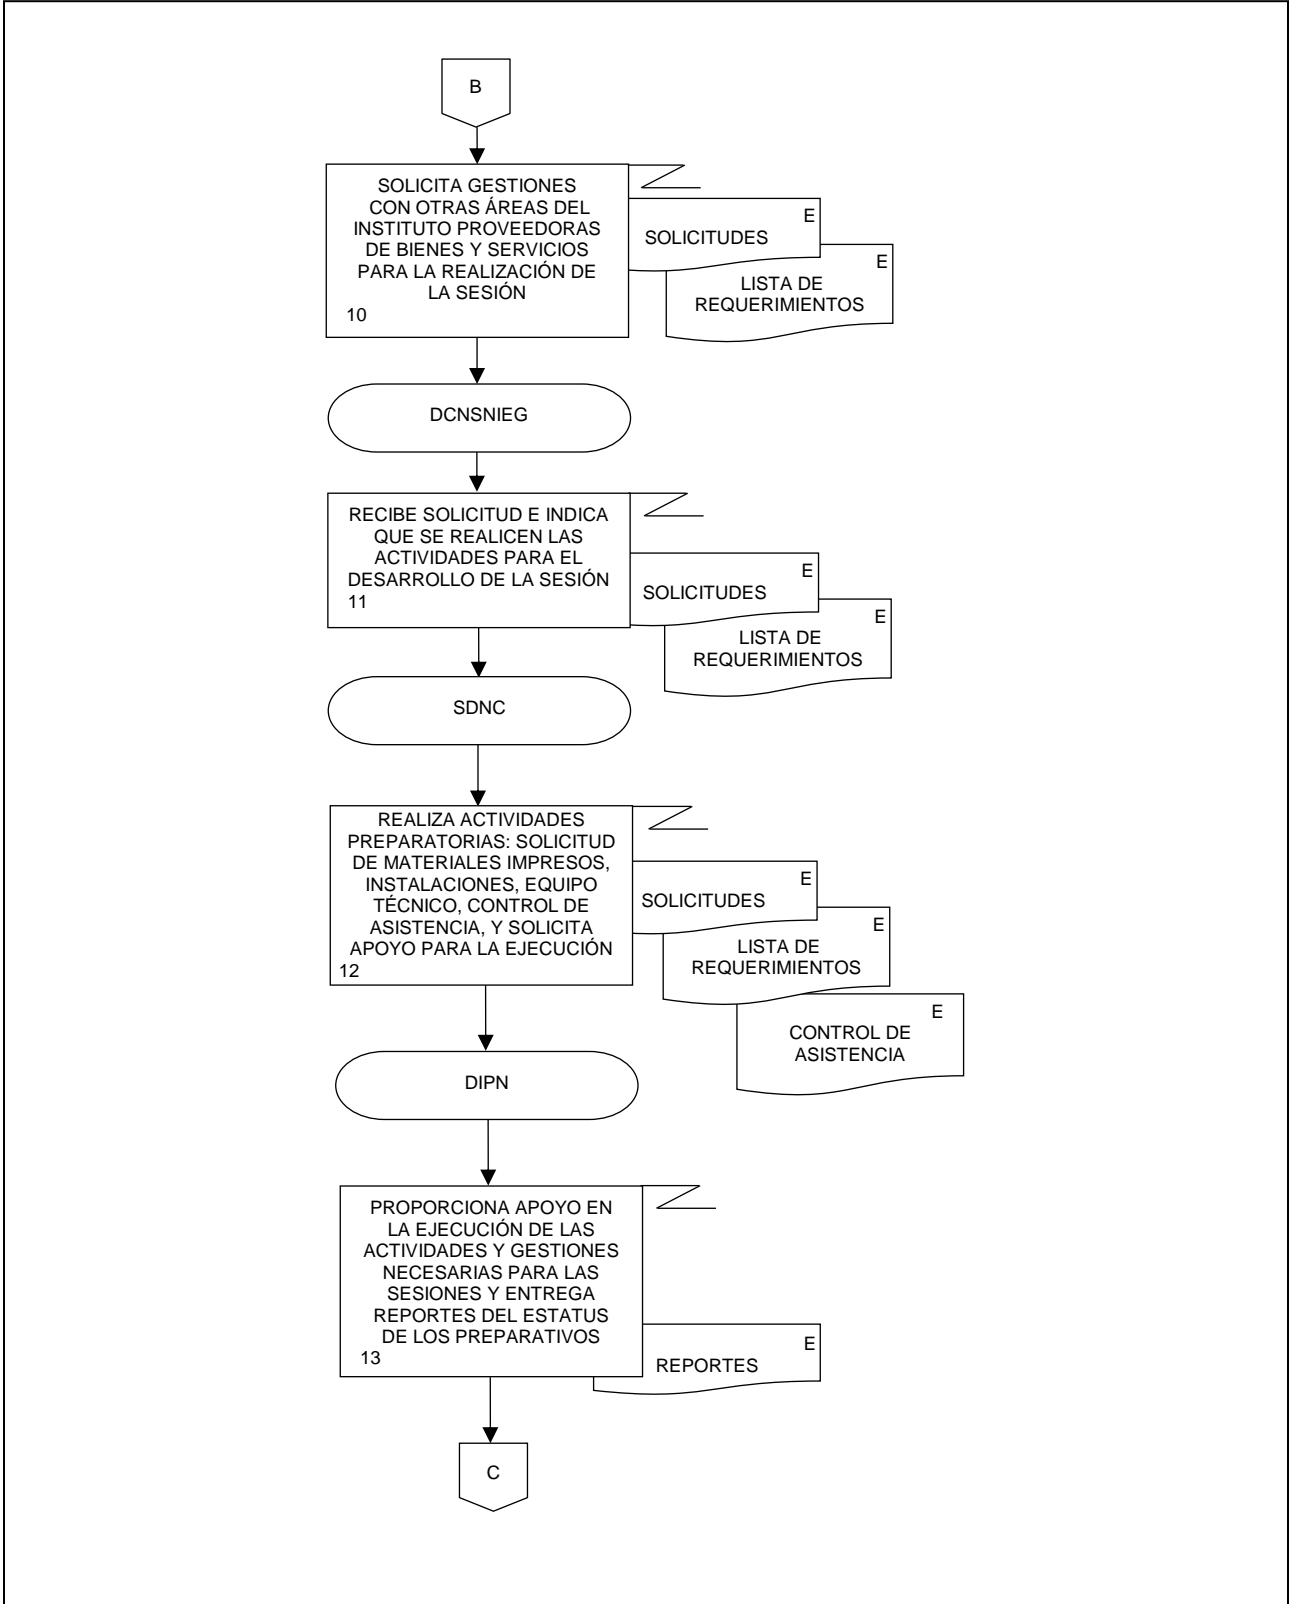 B
SOLICITA GESTIONES
CON OTRAS ÁREAS DEL
INSTITUTO PROVEEDORAS
DE BIENES Y SERVICIOS
PARA LA REALIZACIÓN DE
LA SESIÓN
10
E
SOLICITUDES
E
LISTA DE
REQUERIMIENTOS
DCNSNIEG
RECIBE SOLICITUD E INDICA
QUE SE REALICEN LAS
ACTIVIDADES PARA EL
DESARROLLO DE LA SESIÓN
11
E
SOLICITUDES
E
LISTA DE
REQUERIMIENTOS
SDNC
REALIZA ACTIVIDADES
PREPARATORIAS: SOLICITUD
DE MATERIALES IMPRESOS,
INSTALACIONES, EQUIPO
TÉCNICO, CONTROL DE
ASISTENCIA, Y SOLICITA
APOYO PARA LA EJECUCIÓN
12
E
SOLICITUDES
E
LISTA DE
REQUERIMIENTOS
E
CONTROL DE
ASISTENCIA
DIPN
PROPORCIONA APOYO EN
LA EJECUCIÓN DE LAS
ACTIVIDADES Y GESTIONES
NECESARIAS PARA LAS
SESIONES Y ENTREGA
REPORTES DEL ESTATUS
DE LOS PREPARATIVOS
13
E
REPORTES
C